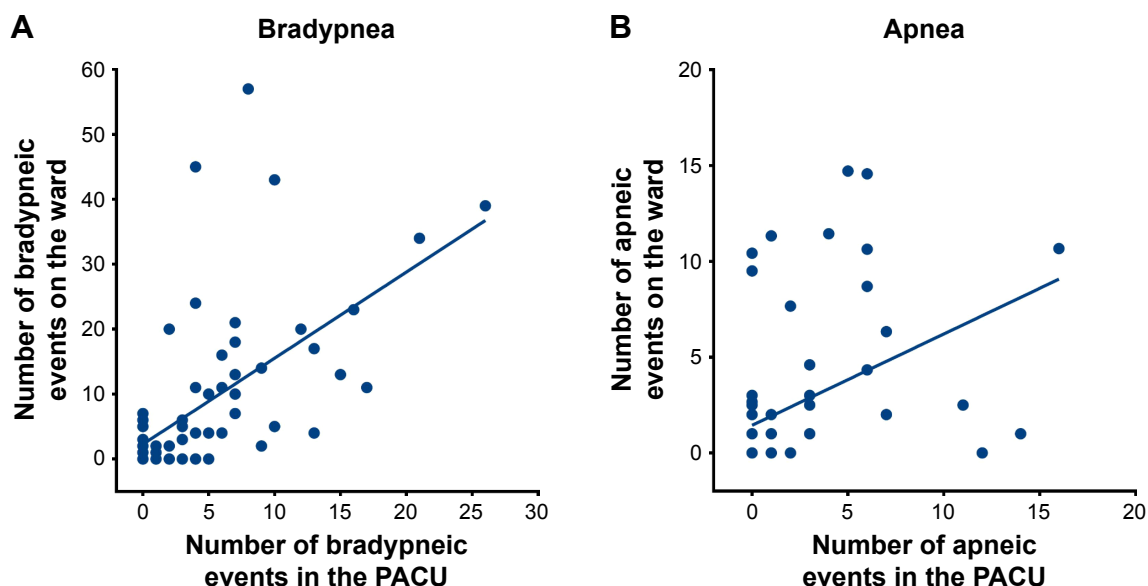 A
Bradypnea
60
50
40
30
20
10
0
Number of bradypneic
events on the ward
0 5 10 15 20 25 30
Number of bradypneic
events in the PACU
B
Apnea
20
15
10
5
0
Number of apneic
events on the ward
0 5 10 15 20
Number of apneic
events in the PACU